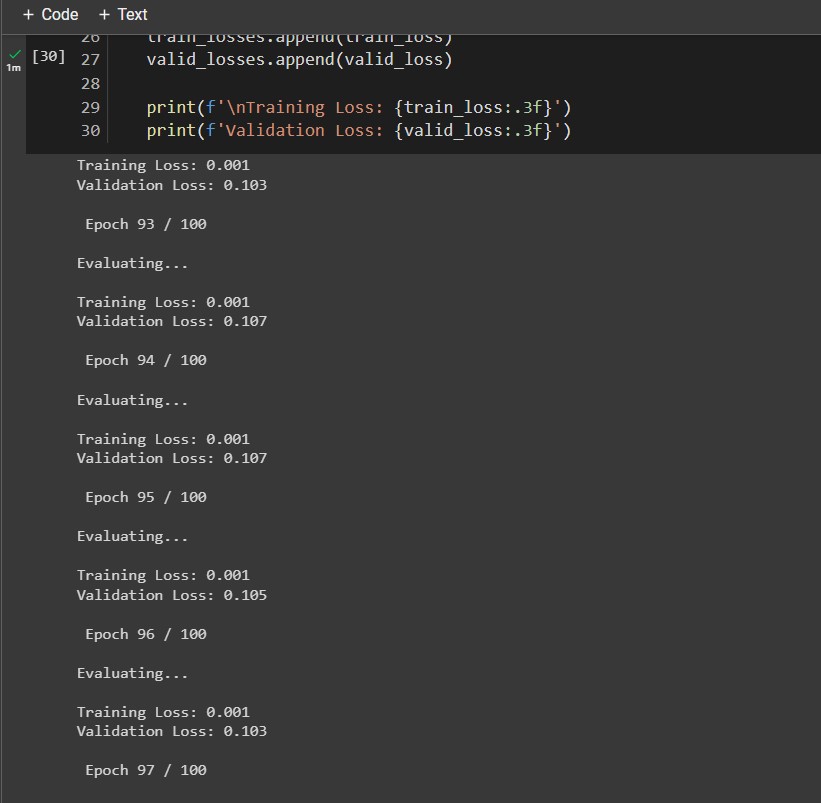 + Code + Text
26 train_losses.append(train_loss)
[30] 27 valid_losses.append(valid_loss)
1m
28
29 print(f'\nTraining Loss: {train_loss:.3f}')
30 print(f'Validation Loss: {valid_loss:.3f}')
Training Loss: 0.001
Validation Loss: 0.103
Epoch 93 / 100
Evaluating...
Training Loss: 0.001
Validation Loss: 0.107
Epoch 94 / 100
Evaluating...
Training Loss: 0.001
Validation Loss: 0.107
Epoch 95 / 100
Evaluating...
Training Loss: 0.001
Validation Loss: 0.105
Epoch 96 / 100
Evaluating...
Training Loss: 0.001
Validation Loss: 0.103
Epoch 97 / 100